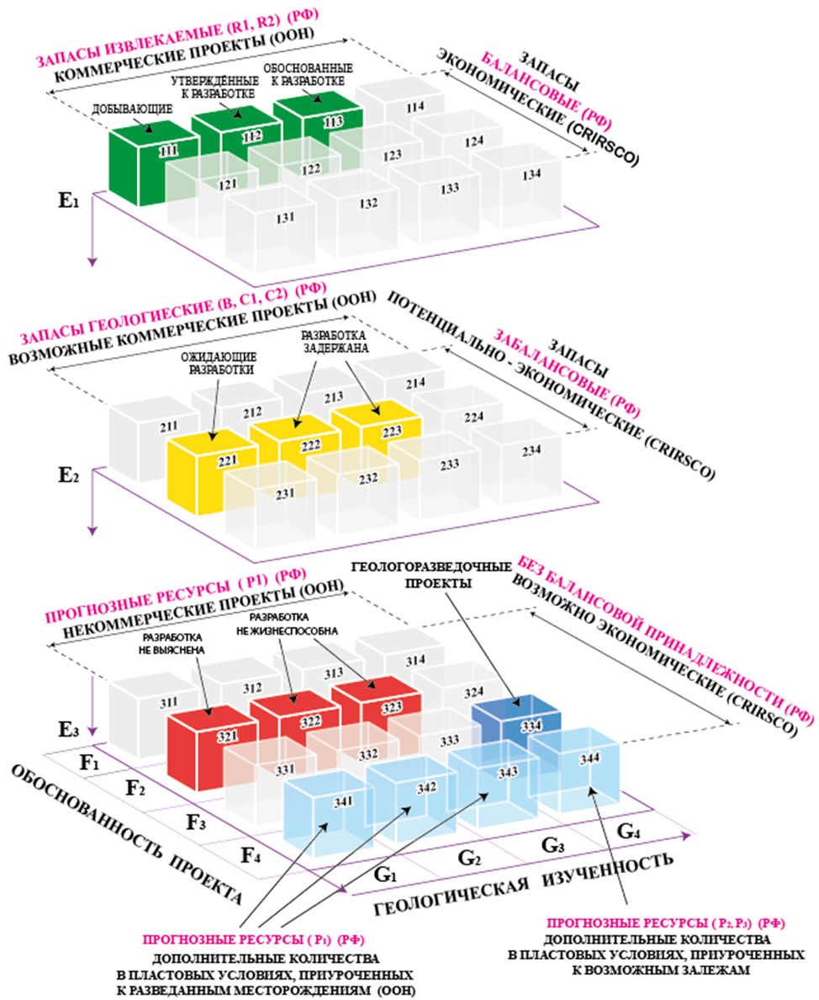 ЗАПАСЫ ИЗВЛЕКАЕМЫЕ (R1, R2) (РФ)
КОММЕРЧЕСКИЕ ПРОЕКТЫ (ООН)
ЗАПАСЫ
БАЛАНСОВЫЕ (РФ)
ЭКОНОМИЧЕСКИЕ (CRIRSCO)
ДОБЫВАЮЩИЕ
УТВЕРЖДЁННЫЕ
К РАЗРАБОТКЕ
ОБОСНОВАННЫЕ
К РАЗРАБОТКЕ
111
112
113
114
121
122
123
124
131
132
133
134
E1
ЗАПАСЫ ГЕОЛОГИЕСКИЕ (B, C1, C2) (РФ)
ВОЗМОЖНЫЕ КОММЕРЧЕСКИЕ ПРОЕКТЫ (ООН)
ЗАПАСЫ
ЗАБАЛАНСОВЫЕ (РФ)
ПОТЕНЦИАЛЬНО - ЭКОНОМИЧЕСКИЕ (CRIRSCO)
ОЖИДАЮЩИЕ
РАЗРАБОТКИ
РАЗРАБОТКА
ЗАДЕРЖАНА
211
212
213
214
221
222
223
224
231
232
233
234
E2
ПРОГНОЗНЫЕ РЕСУРСЫ ( P1) (РФ)
НЕКОММЕРЧЕСКИЕ ПРОЕКТЫ (ООН)
ГЕОЛОГОРАЗВЕДОЧНЫЕ
ПРОЕКТЫ
БЕЗ БАЛАНСОВОЙ ПРИНАДЛЕЖНОСТИ (РФ)
ВОЗМОЖНО ЭКОНОМИЧЕСКИЕ (CRIRSCO)
РАЗРАБОТКА
НЕ ВЫЯСНЕНА
РАЗРАБОТКА
НЕ ЖИЗНЕСПОСОБНА
311
312
313
314
321
322
323
324
331
332
333
334
341
342
343
344
E3
F1
F2
F3
F4
ОБОСНОВАННОСТЬ ПРОЕКТА
G1
G2
G3
G4
ГЕОЛОГИЧЕСКАЯ ИЗУЧЕННОСТЬ
ПРОГНОЗНЫЕ РЕСУРСЫ ( P1) (РФ)
ДОПОЛНИТЕЛЬНЫЕ КОЛИЧЕСТВА
В ПЛАСТОВЫХ УСЛОВИЯХ, ПРИУРОЧЕННЫХ
К РАЗВЕДАННЫМ МЕСТОРОЖДЕНИЯМ (ООН)
ПРОГНОЗНЫЕ РЕСУРСЫ ( P2, P3) (РФ)
ДОПОЛНИТЕЛЬНЫЕ КОЛИЧЕСТВА
В ПЛАСТОВЫХ УСЛОВИЯХ, ПРИУРОЧЕННЫХ
К ВОЗМОЖНЫМ ЗАЛЕЖАМ